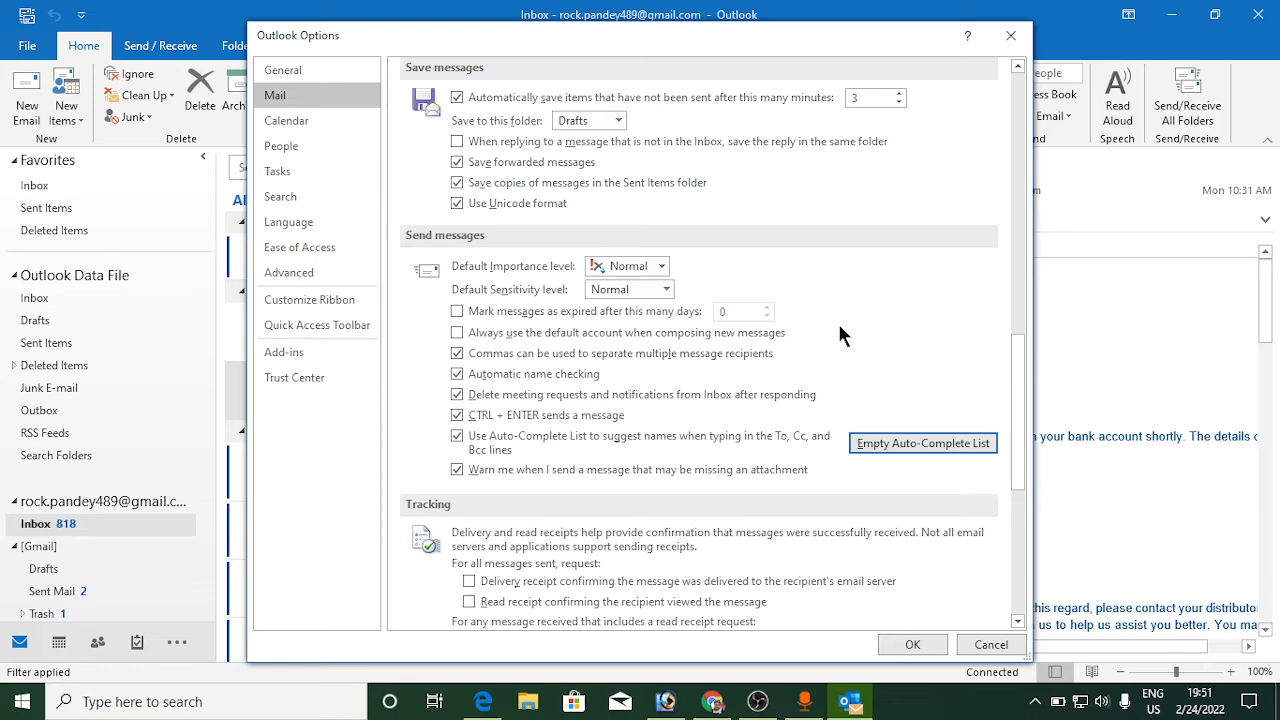 Inbox - rock.pandey489@gmail.com - Outlook
File
Home
Send / Receive
Outlook Options
New
Email
New
Items
New
Ignore
Clean Up
Junk
Delete
Delete
Address Book
Read
Aloud
Speech
Send/Receive
All Folders
Send/Receive
Favorites
Inbox
Sent Items
Deleted Items
Outlook Data File
Inbox
Drafts
Sent Items
Deleted Items
Junk E-mail
Outbox
RSS Feeds
Search Folders
rock.pandey489@gmail.c...
Inbox 818
[Gmail]
Drafts
Sent Mail 2
Trash 1
General
Mail
Calendar
People
Tasks
Search
Language
Ease of Access
Advanced
Customize Ribbon
Quick Access Toolbar
Add-ins
Trust Center
Save messages
Automatically save items that have not been sent after this many minutes: 3
Save to this folder: Drafts
When replying to a message that is not in the Inbox, save the reply in the same folder
Save forwarded messages
Save copies of messages in the Sent Items folder
Use Unicode format
Send messages
Default Importance level: Normal
Default Sensitivity level: Normal
Mark messages as expired after this many days: 0
Always use the default account when composing new messages
Commas can be used to separate multiple message recipients
Automatic name checking
Delete meeting requests and notifications from Inbox after responding
CTRL + ENTER sends a message
Use Auto-Complete List to suggest names when typing in the To, Cc, and
Bcc lines
Empty Auto-Complete List
Warn me when I send a message that may be missing an attachment
Tracking
Delivery and read receipts help provide confirmation that messages were successfully received. Not all email
servers and applications support sending receipts.
For all messages sent, request:
Delivery receipt confirming the message was delivered to the recipient's email server
Read receipt confirming the recipient viewed the message
For any message received that includes a read receipt request:
OK
Cancel
Mon 10:31 AM
your bank account shortly. The details o
this regard, please contact your distributo
us to help us assist you better. You ma
Filter applied
Connected
100%
Type here to search
ENG
US
19:51
2/24/2022